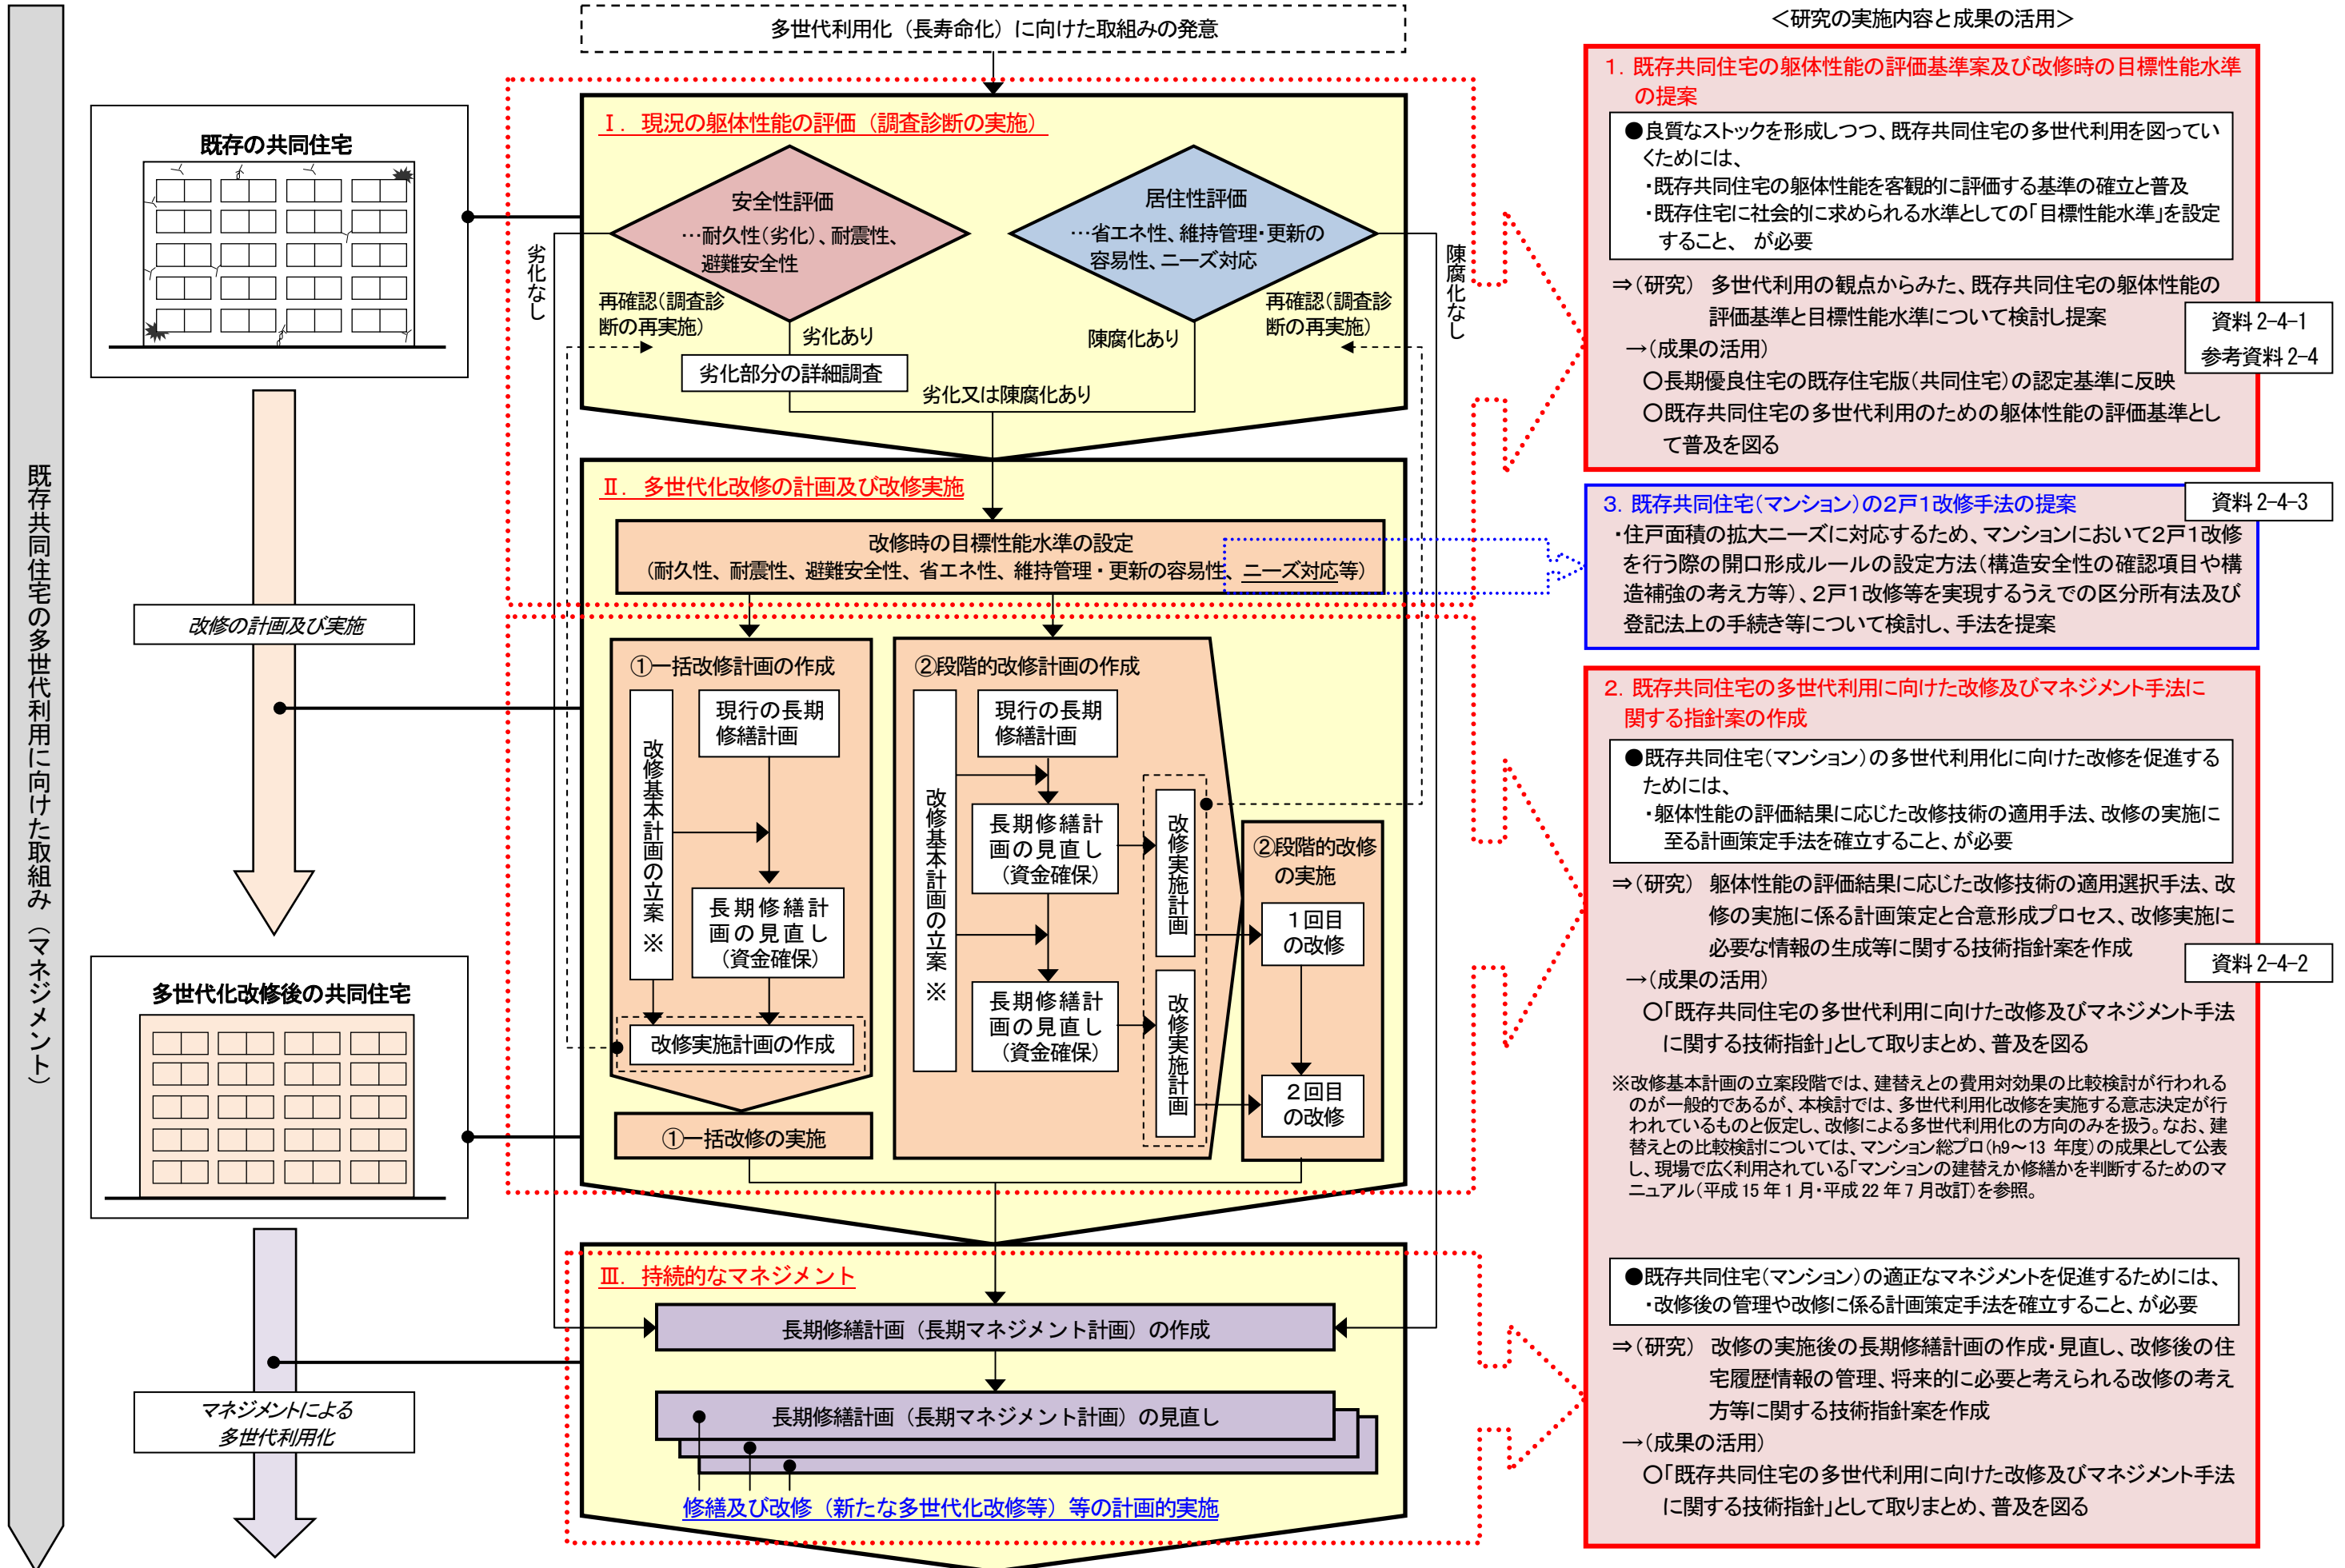 既存共同住宅の多世代利用に向けた取組み（マネジメント）
既存の共同住宅
改修の計画及び実施
多世代化改修後の共同住宅
マネジメントによる
多世代利用化
多世代利用化（長寿命化）に向けた取組みの発意
Ⅰ．現況の躯体性能の評価（調査診断の実施）
安全性評価
…耐久性（劣化）、耐震性、
避難安全性
居住性評価
…省エネ性、維持管理・更新の
容易性、ニーズ対応
劣化なし
陳腐化なし
再確認（調査診
断の再実施）
再確認（調査診
断の再実施）
劣化あり
陳腐化あり
劣化部分の詳細調査
劣化又は陳腐化あり
Ⅱ．多世代化改修の計画及び改修実施
改修時の目標性能水準の設定
（耐久性、耐震性、避難安全性、省エネ性、維持管理・更新の容易性、ニーズ対応等）
①一括改修計画の作成
改修基本計画の立案※
現行の長期
修繕計画
長期修繕計
画の見直し
（資金確保）
改修実施計画の作成
①一括改修の実施
②段階的改修計画の作成
改修基本計画の立案※
現行の長期
修繕計画
長期修繕計
画の見直し
（資金確保）
長期修繕計
画の見直し
（資金確保）
改修実施計画
改修実施計画
②段階的改修
の実施
１回目
の改修
２回目
の改修
Ⅲ．持続的なマネジメント
長期修繕計画（長期マネジメント計画）の作成
長期修繕計画（長期マネジメント計画）の見直し
修繕及び改修（新たな多世代化改修等）等の計画的実施
＜研究の実施内容と成果の活用＞
１．既存共同住宅の躯体性能の評価基準案及び改修時の目標性能水準
の提案
●良質なストックを形成しつつ、既存共同住宅の多世代利用を図ってい
くためには、
・既存共同住宅の躯体性能を客観的に評価する基準の確立と普及
・既存住宅に社会的に求められる水準としての「目標性能水準」を設定
すること、 が必要
⇒（研究） 多世代利用の観点からみた、既存共同住宅の躯体性能の
評価基準と目標性能水準について検討し提案
→（成果の活用）
○長期優良住宅の既存住宅版（共同住宅）の認定基準に反映
○既存共同住宅の多世代利用のための躯体性能の評価基準とし
て普及を図る
資料 2-4-1
参考資料 2-4
３．既存共同住宅（マンション）の２戸１改修手法の提案
・住戸面積の拡大ニーズに対応するため、マンションにおいて２戸１改修
を行う際の開口形成ルールの設定方法（構造安全性の確認項目や構
造補強の考え方等）、２戸１改修等を実現するうえでの区分所有法及び
登記法上の手続き等について検討し、手法を提案
資料 2-4-3
２．既存共同住宅の多世代利用に向けた改修及びマネジメント手法に
関する指針案の作成
●既存共同住宅（マンション）の多世代利用化に向けた改修を促進する
ためには、
・躯体性能の評価結果に応じた改修技術の適用手法、改修の実施に
至る計画策定手法を確立すること、が必要
⇒（研究） 躯体性能の評価結果に応じた改修技術の適用選択手法、改
修の実施に係る計画策定と合意形成プロセス、改修実施に
必要な情報の生成等に関する技術指針案を作成
→（成果の活用）
○「既存共同住宅の多世代利用に向けた改修及びマネジメント手法
に関する技術指針」として取りまとめ、普及を図る
資料 2-4-2
※改修基本計画の立案段階では、建替えとの費用対効果の比較検討が行われる
のが一般的であるが、本検討では、多世代利用化改修を実施する意志決定が行
われているものと仮定し、改修による多世代利用化の方向のみを扱う。なお、建
替えとの比較検討については、マンション総プロ（h9～13 年度）の成果として公表
し、現場で広く利用されている「マンションの建替えか修繕かを判断するためのマ
ニュアル（平成 15 年 1 月・平成 22 年 7 月改訂）を参照。
●既存共同住宅（マンション）の適正なマネジメントを促進するためには、
・改修後の管理や改修に係る計画策定手法を確立すること、が必要
⇒（研究） 改修の実施後の長期修繕計画の作成・見直し、改修後の住
宅履歴情報の管理、将来的に必要と考えられる改修の考え
方等に関する技術指針案を作成
→（成果の活用）
○「既存共同住宅の多世代利用に向けた改修及びマネジメント手法
に関する技術指針」として取りまとめ、普及を図る